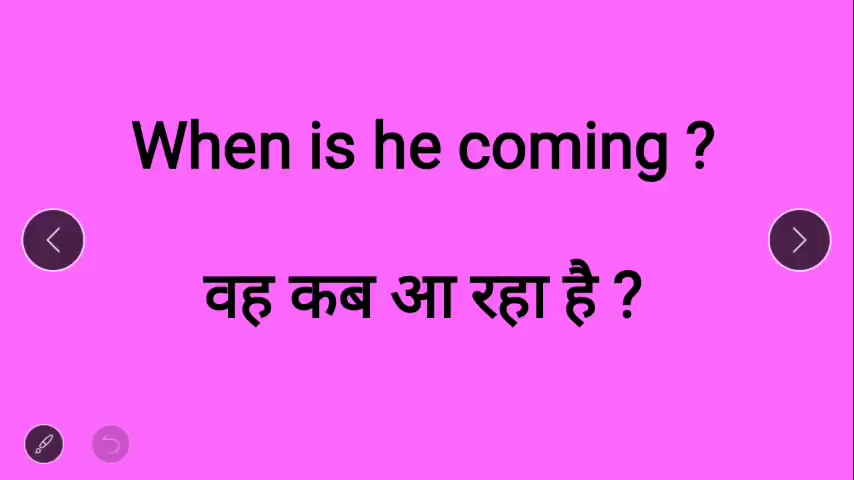 When is he coming ?
वह कब आ रहा है ?